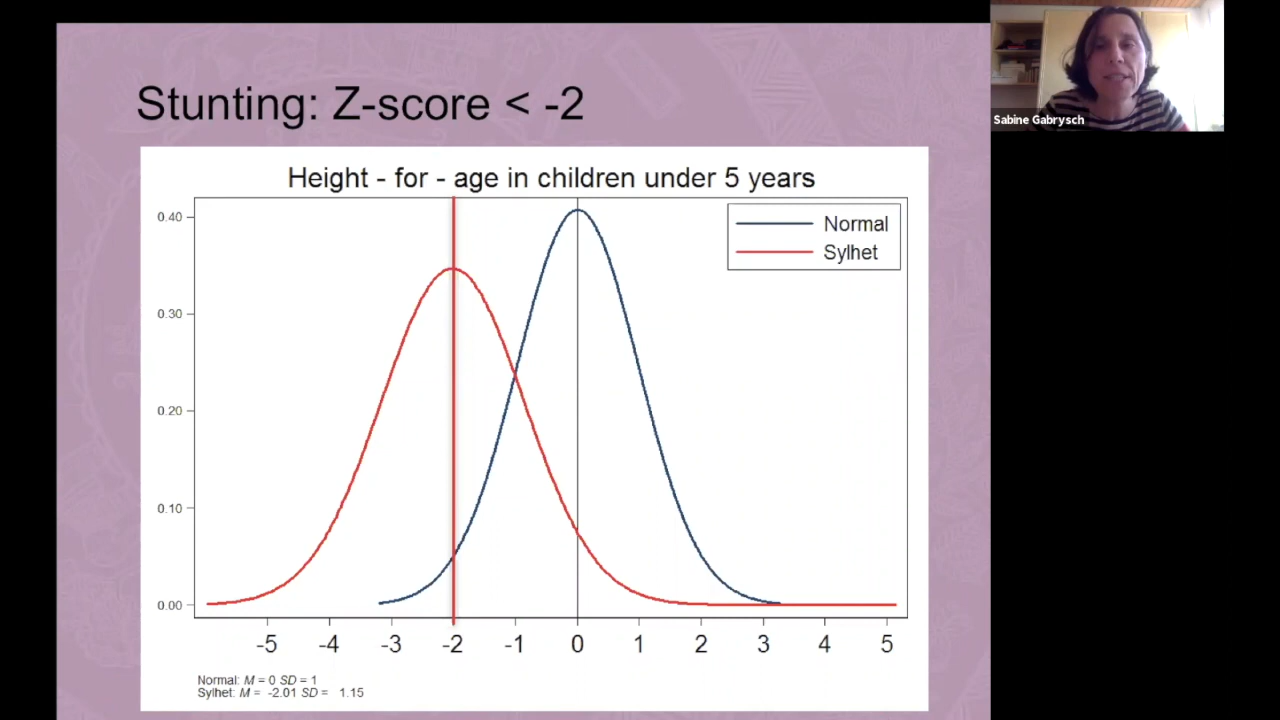 Stunting: Z-score < -2
Sabine Gabrysch
Height - for - age in children under 5 years
Normal
Sylhet
0.40
0.30
0.20
0.10
0.00
-5 -4 -3 -2 -1 0 1 2 3 4 5
Normal: M = 0 SD = 1
Sylhet: M = -2.01 SD = 1.15